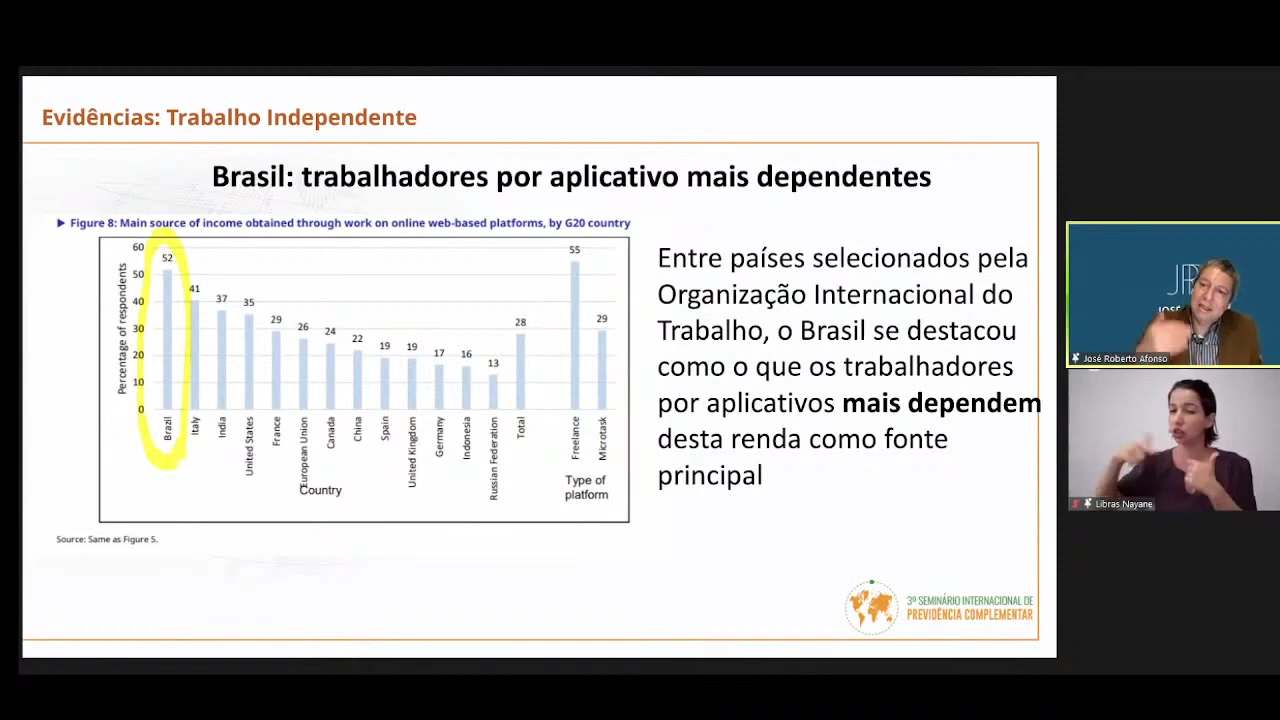 Evidências: Trabalho Independente
Brasil: trabalhadores por aplicativo mais dependentes
▶ Figure 8: Main source of income obtained through work on online web-based platforms, by G20 country
Percentage of respondents
60
50
40
30
20
10
0
52
41
37
35
29
26
24
22
19
19
17
16
13
28
55
29
Brazil
Italy
India
United States
France
European Union
Canada
China
Spain
United Kingdom
Germany
Indonesia
Russian Federation
Total
Freelance
Microtask
Country
Type of
platform
Source: Same as Figure 5.
Entre países selecionados pela
Organização Internacional do
Trabalho, o Brasil se destacou
como o que os trabalhadores
por aplicativos mais dependem
desta renda como fonte
principal
3º SEMINÁRIO INTERNACIONAL DE
PREVIDÊNCIA COMPLEMENTAR
José Roberto Afonso
Libras Nayane